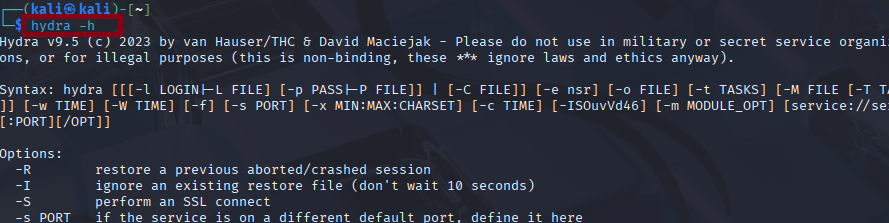 ┌──(kali㉿kali)-[~]
└─$ hydra -h
Hydra v9.5 (c) 2023 by van Hauser/THC & David Maciejak - Please do not use in military or secret service organi
ons, or for illegal purposes (this is non-binding, these *** ignore laws and ethics anyway).

Syntax: hydra [[[-l LOGIN|-L FILE] [-p PASS|-P FILE]] | [-C FILE]] [-e nsr] [-o FILE] [-t TASKS] [-M FILE [-T TA
]] [-w TIME] [-W TIME] [-f] [-s PORT] [-x MIN:MAX:CHARSET] [-c TIME] [-ISOuvVd46] [-m MODULE_OPT] [service://se
[:PORT][/OPT]]

Options:
-R restore a previous aborted/crashed session
-I ignore an existing restore file (don't wait 10 seconds)
-S perform an SSL connect
-s PORT if the service is on a different default port, define it here